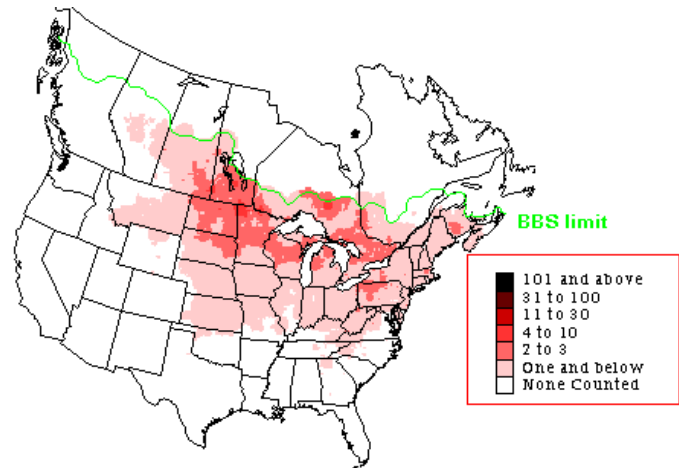 BBS limit
101 and above
31 to 100
11 to 30
4 to 10
2 to 3
One and below
None Counted